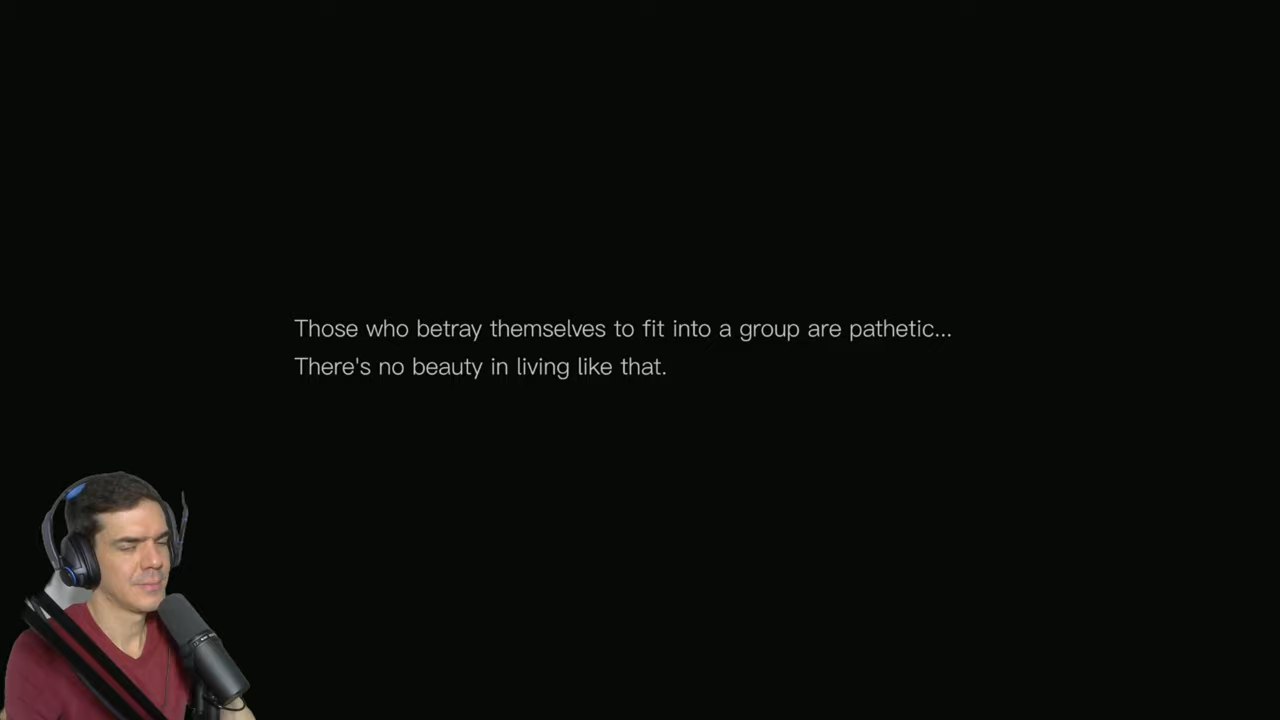 Those who betray themselves to fit into a group are pathetic...
There's no beauty in living like that.